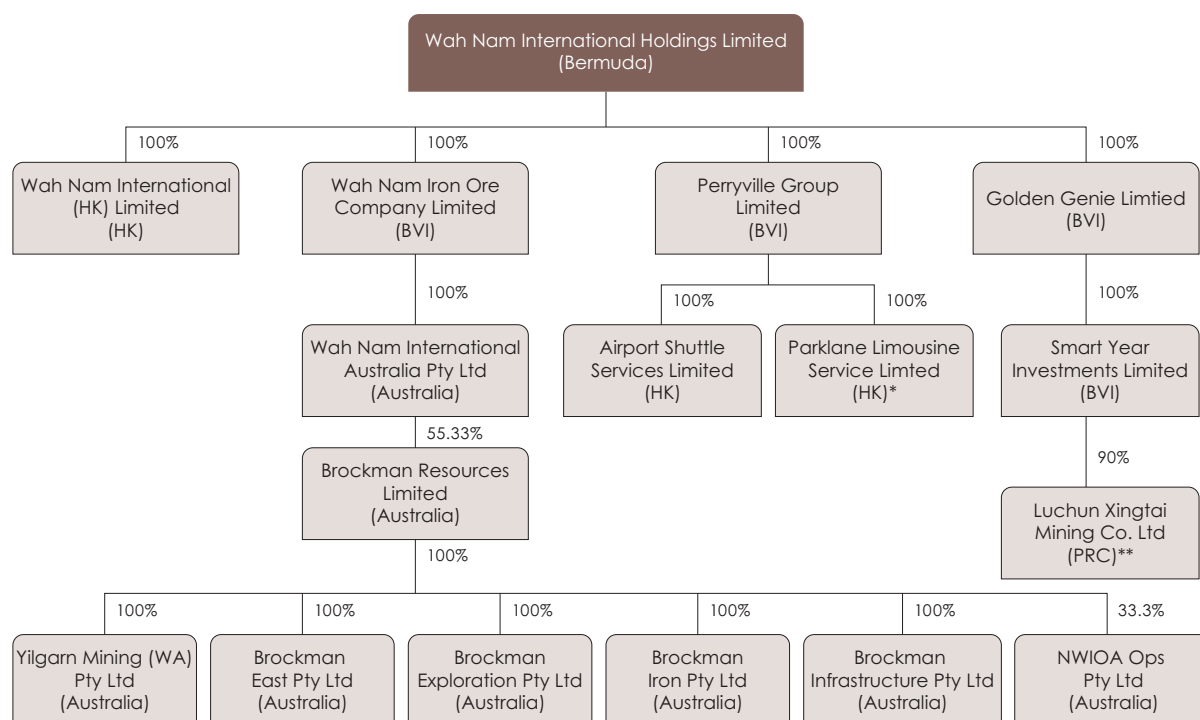 Wah Nam International Holdings Limited
(Bermuda)
100%
100%
100%
100%
Wah Nam International
(HK) Limited
(HK)
Wah Nam Iron Ore
Company Limited
(BVI)
Perryville Group
Limited
(BVI)
Golden Genie Limtied
(BVI)
100%
100%
100%
100%
Wah Nam International
Australia Pty Ltd
(Australia)
Airport Shuttle
Services Limited
(HK)
Parklane Limousine
Service Limted
(HK)*
Smart Year
Investments Limited
(BVI)
55.33%
90%
Brockman Resources
Limited
(Australia)
Luchun Xingtai
Mining Co. Ltd
(PRC)**
100%
100%
100%
100%
100%
100%
33.3%
Yilgarn Mining (WA)
Pty Ltd
(Australia)
Brockman
East Pty Ltd
(Australia)
Brockman
Exploration Pty Ltd
(Australia)
Brockman
Iron Pty Ltd
(Australia)
Brockman
Infrastructure Pty Ltd
(Australia)
NWIOA Ops
Pty Ltd
(Australia)